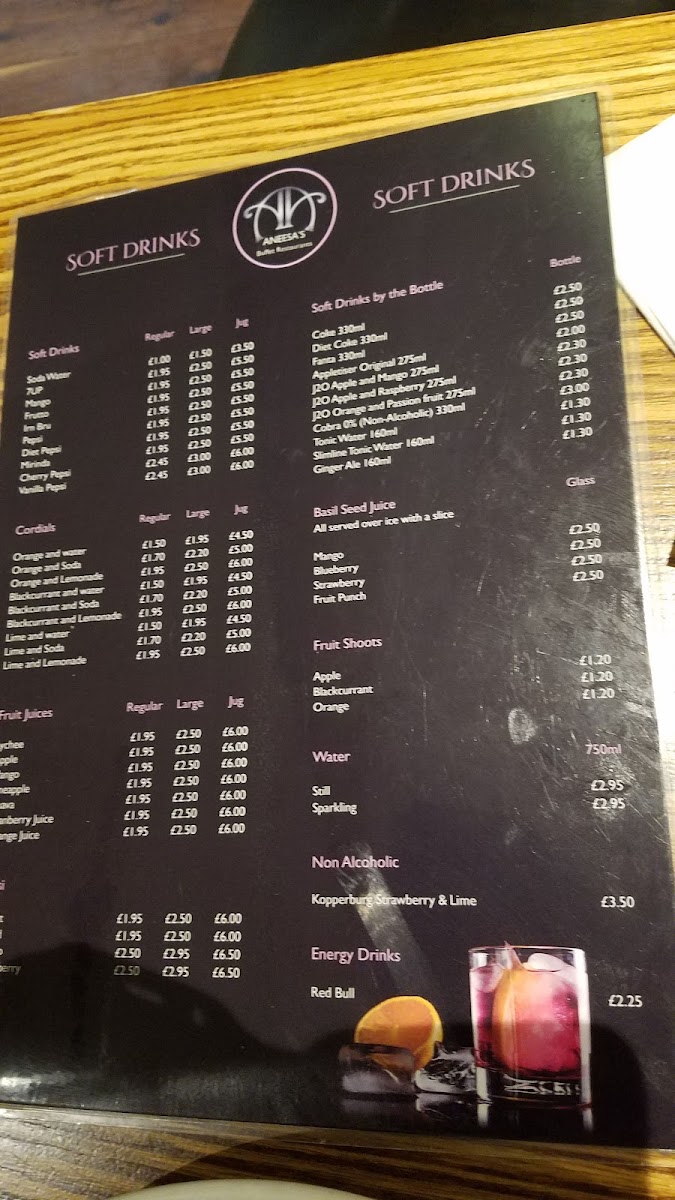 SOFT DRINKS
ANEESA'S
Buffet Restaurants
SOFT DRINKS
Soft Drinks Regular Large Jug
Soda Water £1.00 £1.50 £3.50
7UP £1.95 £2.50 £5.50
Mango £1.95 £2.50 £5.50
Frutto £1.95 £2.50 £5.50
Irn Bru £1.95 £2.50 £5.50
Pepsi £1.95 £2.50 £5.50
Diet Pepsi £1.95 £2.50 £5.50
Mirinda £1.95 £2.50 £5.50
Cherry Pepsi £2.45 £3.00 £6.00
Vanilla Pepsi £2.45 £3.00 £6.00
Cordials Regular Large Jug
Orange and water £1.50 £1.95 £4.50
Orange and Soda £1.70 £2.20 £5.00
Orange and Lemonade £1.95 £2.50 £6.00
Blackcurrant and water £1.50 £1.95 £4.50
Blackcurrant and Soda £1.70 £2.20 £5.00
Blackcurrant and Lemonade £1.95 £2.50 £6.00
Lime and water £1.50 £1.95 £4.50
Lime and Soda £1.70 £2.20 £5.00
Lime and Lemonade £1.95 £2.50 £6.00
Fruit Juices Regular Large Jug
ychee £1.95 £2.50 £6.00
pple £1.95 £2.50 £6.00
ango £1.95 £2.50 £6.00
neapple £1.95 £2.50 £6.00
ava £1.95 £2.50 £6.00
anberry Juice £1.95 £2.50 £6.00
ange Juice £1.95 £2.50 £6.00
si
t £1.95 £2.50 £6.00
£1.95 £2.50 £6.00
o £2.50 £2.95 £6.50
berry £2.50 £2.95 £6.50
Soft Drinks by the Bottle Bottle
Coke 330ml £2.50
Diet Coke 330ml £2.50
Fanta 330ml £2.50
Appletiser Original 275ml £2.00
J2O Apple and Mango 275ml £2.30
J2O Apple and Raspberry 275ml £2.30
J2O Orange and Passion fruit 275ml £2.30
Cobra 0% (Non-Alcoholic) 330ml £3.00
Tonic Water 160ml £1.30
Slimline Tonic Water 160ml £1.30
Ginger Ale 160ml £1.30
Basil Seed Juice Glass
All served over ice with a slice
Mango £2.50
Blueberry £2.50
Strawberry £2.50
Fruit Punch £2.50
Fruit Shoots
Apple £1.20
Blackcurrant £1.20
Orange £1.20
Water 750ml
Still £2.95
Sparkling £2.95
Non Alcoholic
Kopperburg Strawberry & Lime £3.50
Energy Drinks
Red Bull £2.25